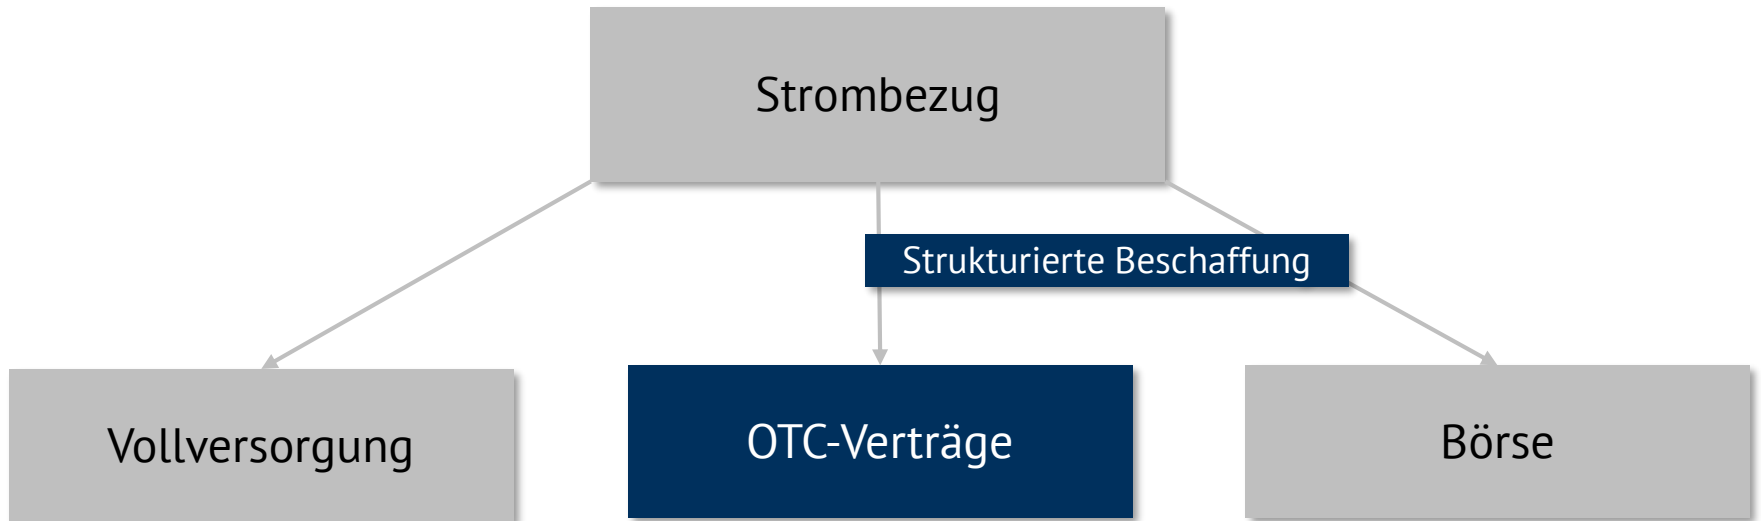 Strombezug
Strukturierte Beschaffung
Vollversorgung
OTC-Verträge
Börse